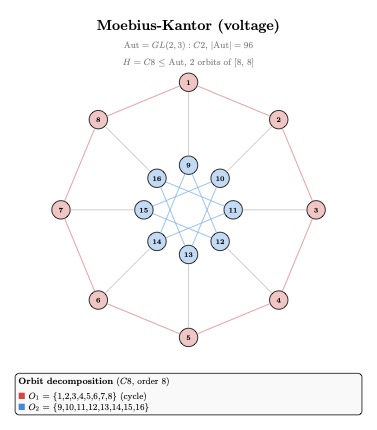 Moebius-Kantor (voltage)
Aut = GL(2,3) : C2, |Aut| = 96
H = C8 ≤ Aut, 2 orbits of [8, 8]
1
8
2
9
16
10
7
15
11
3
14
12
13
6
4
5
Orbit decomposition (C8, order 8)
O₁ = {1,2,3,4,5,6,7,8} (cycle)
O₂ = {9,10,11,12,13,14,15,16}